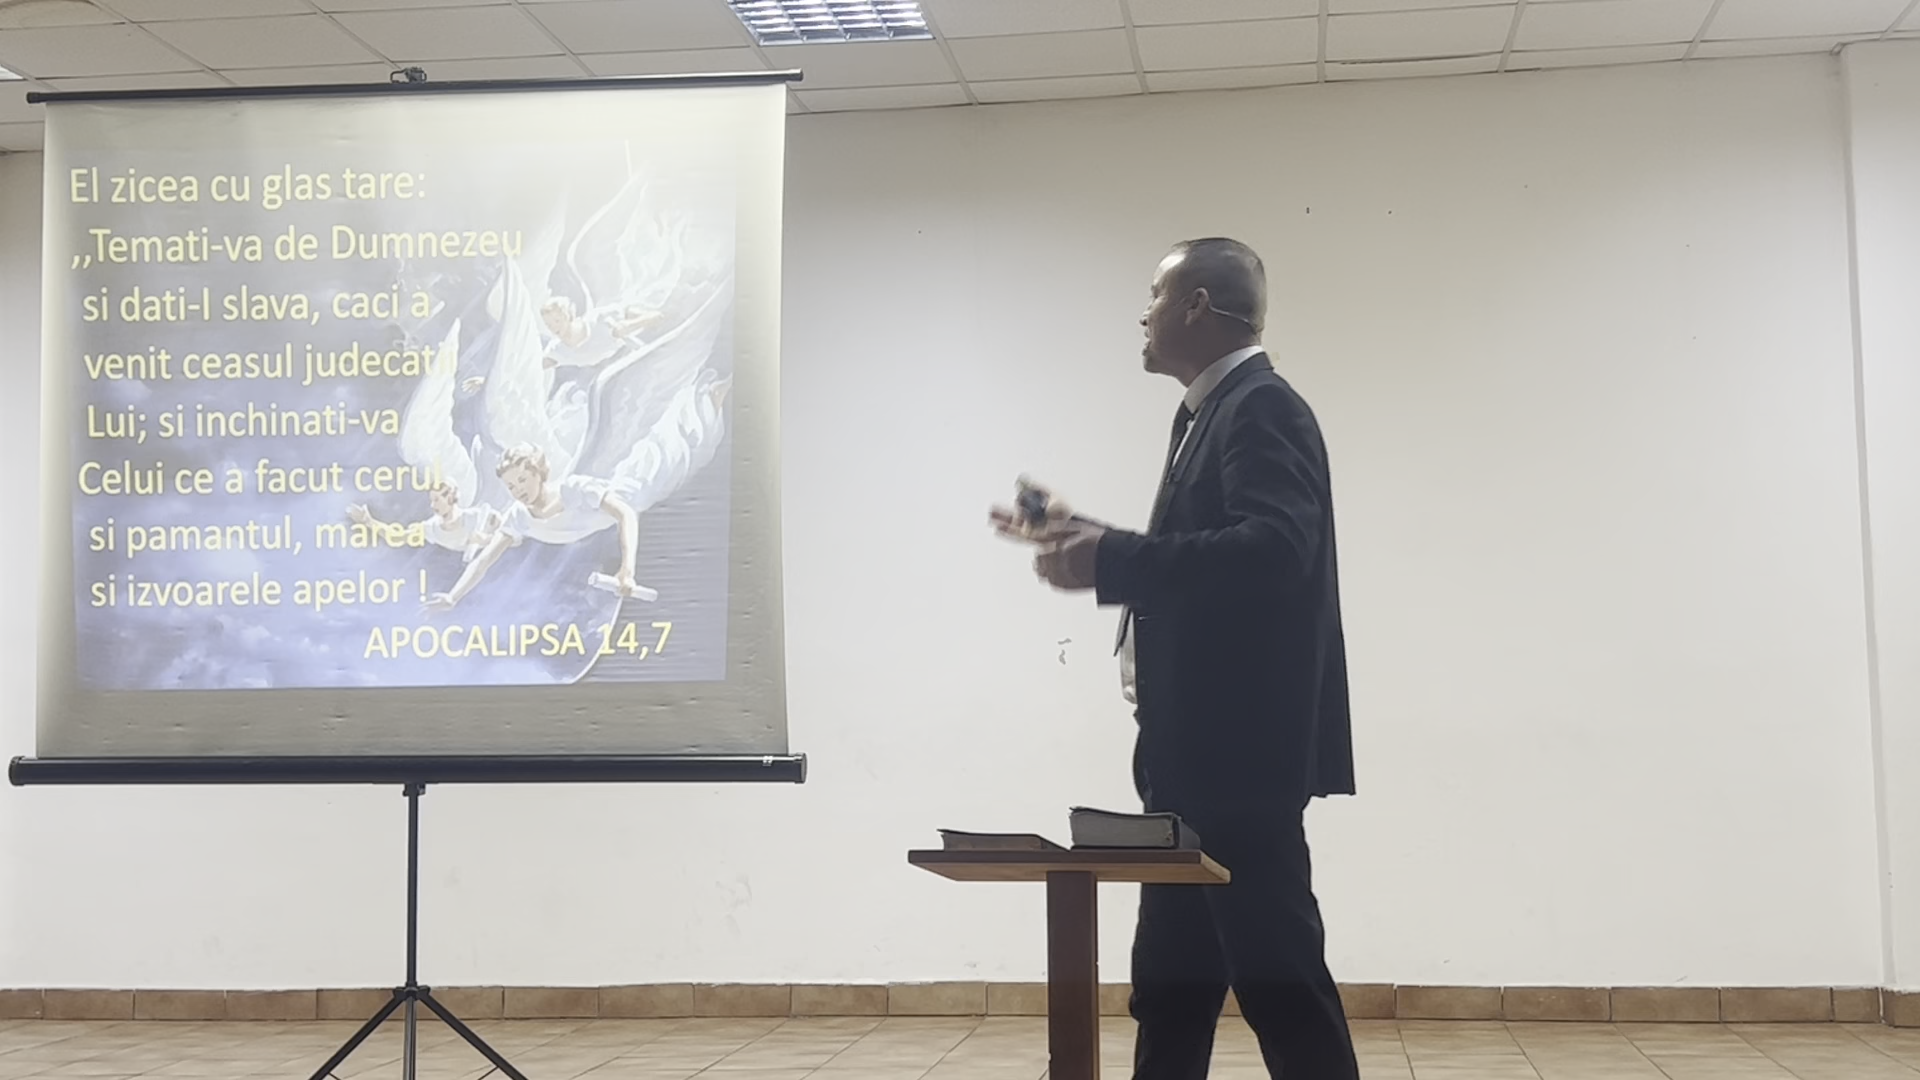 El zicea cu glas tare:
,,Temati-va de Dumnezeu
si dati-I slava, caci a
venit ceasul judecatii
Lui; si inchinati-va
Celui ce a facut cerul
si pamantul, marea
si izvoarele apelor !
APOCALIPSA 14,7